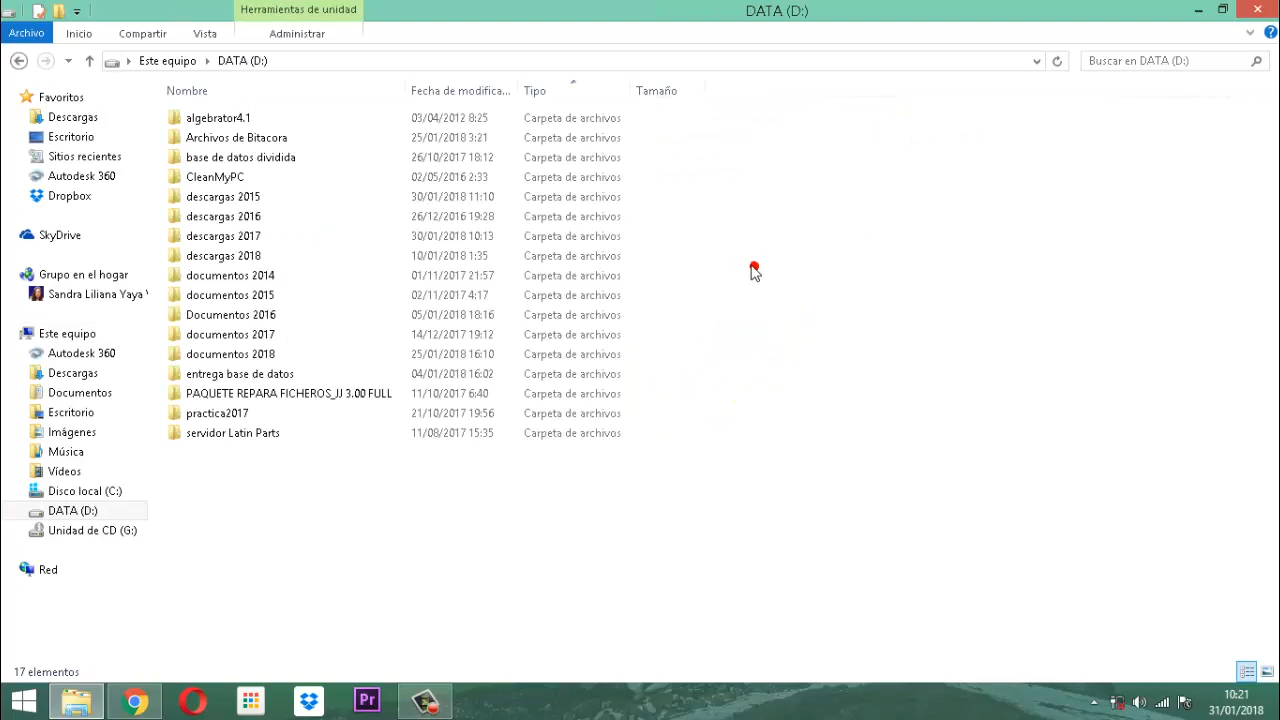 Herramientas de unidad
DATA (D:)
Archivo Inicio Compartir Vista Administrar
Este equipo DATA (D:) Buscar en DATA (D:)
Nombre Fecha de modifica... Tipo Tamaño
Favoritos
Descargas
Escritorio
Sitios recientes
Autodesk 360
Dropbox
SkyDrive
Grupo en el hogar
Sandra Liliana Yaya
Este equipo
Autodesk 360
Descargas
Documentos
Escritorio
Imágenes
Música
Vídeos
Disco local (C:)
DATA (D:)
Unidad de CD (G:)
Red
algebrator4.1 03/04/2012 8:25 Carpeta de archivos
Archivos de Bitacora 25/01/2018 3:21 Carpeta de archivos
base de datos dividida 26/10/2017 18:12 Carpeta de archivos
CleanMyPC 02/05/2016 2:33 Carpeta de archivos
descargas 2015 30/01/2018 11:10 Carpeta de archivos
descargas 2016 26/12/2016 19:28 Carpeta de archivos
descargas 2017 30/01/2018 10:13 Carpeta de archivos
descargas 2018 10/01/2018 1:35 Carpeta de archivos
documentos 2014 01/11/2017 21:57 Carpeta de archivos
documentos 2015 02/11/2017 4:17 Carpeta de archivos
Documentos 2016 05/01/2018 18:16 Carpeta de archivos
documentos 2017 14/12/2017 19:12 Carpeta de archivos
documentos 2018 25/01/2018 16:10 Carpeta de archivos
entrega base de datos 04/01/2018 16:02 Carpeta de archivos
PAQUETE REPARA FICHEROS_JJ 3.00 FULL 11/10/2017 6:40 Carpeta de archivos
practica2017 21/10/2017 19:56 Carpeta de archivos
servidor Latin Parts 11/08/2017 15:35 Carpeta de archivos
17 elementos
Pr
10:21
31/01/2018